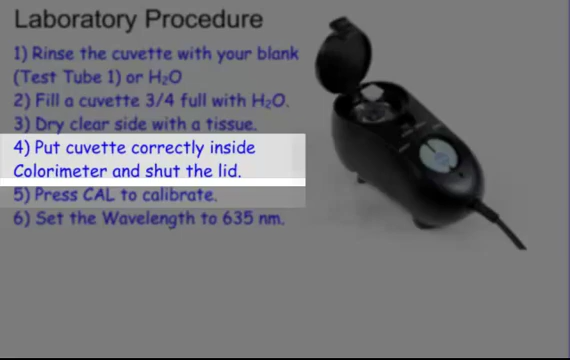 Laboratory Procedure
1) Rinse the cuvette with your blank
(Test Tube 1) or H₂O
2) Fill a cuvette 3/4 full with H₂O.
3) Dry clear side with a tissue.
4) Put cuvette correctly inside
Colorimeter and shut the lid.
5) Press CAL to calibrate.
6) Set the Wavelength to 635 nm.